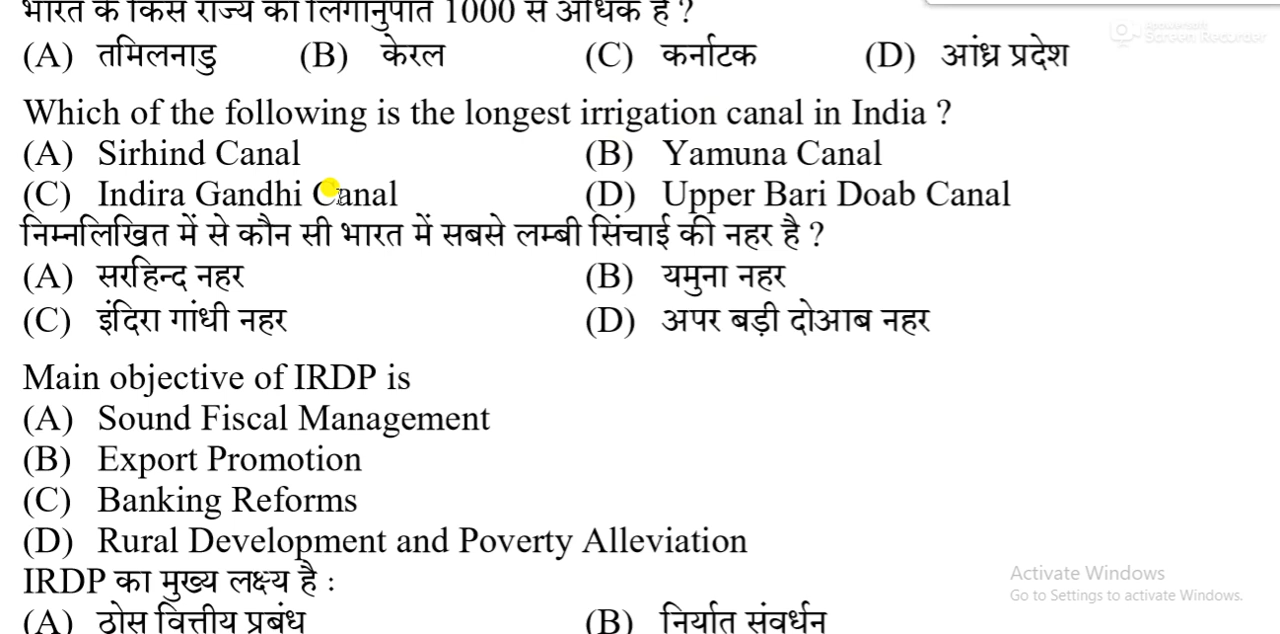 भारत के किस राज्य का लिंगानुपात 1000 से अधिक है ?
(A) तमिलनाडु (B) केरल (C) कर्नाटक (D) आंध्र प्रदेश
Apowersoft
Screen Recorder
Which of the following is the longest irrigation canal in India ?
(A) Sirhind Canal (B) Yamuna Canal
(C) Indira Gandhi Canal (D) Upper Bari Doab Canal
निम्नलिखित में से कौन सी भारत में सबसे लम्बी सिंचाई की नहर है ?
(A) सरहिन्द नहर (B) यमुना नहर
(C) इंदिरा गांधी नहर (D) अपर बड़ी दोआब नहर
Main objective of IRDP is
(A) Sound Fiscal Management
(B) Export Promotion
(C) Banking Reforms
(D) Rural Development and Poverty Alleviation
IRDP का मुख्य लक्ष्य है :
(A) ठोस वित्तीय प्रबंध (B) निर्यात संवर्धन
Activate Windows
Go to Settings to activate Windows.